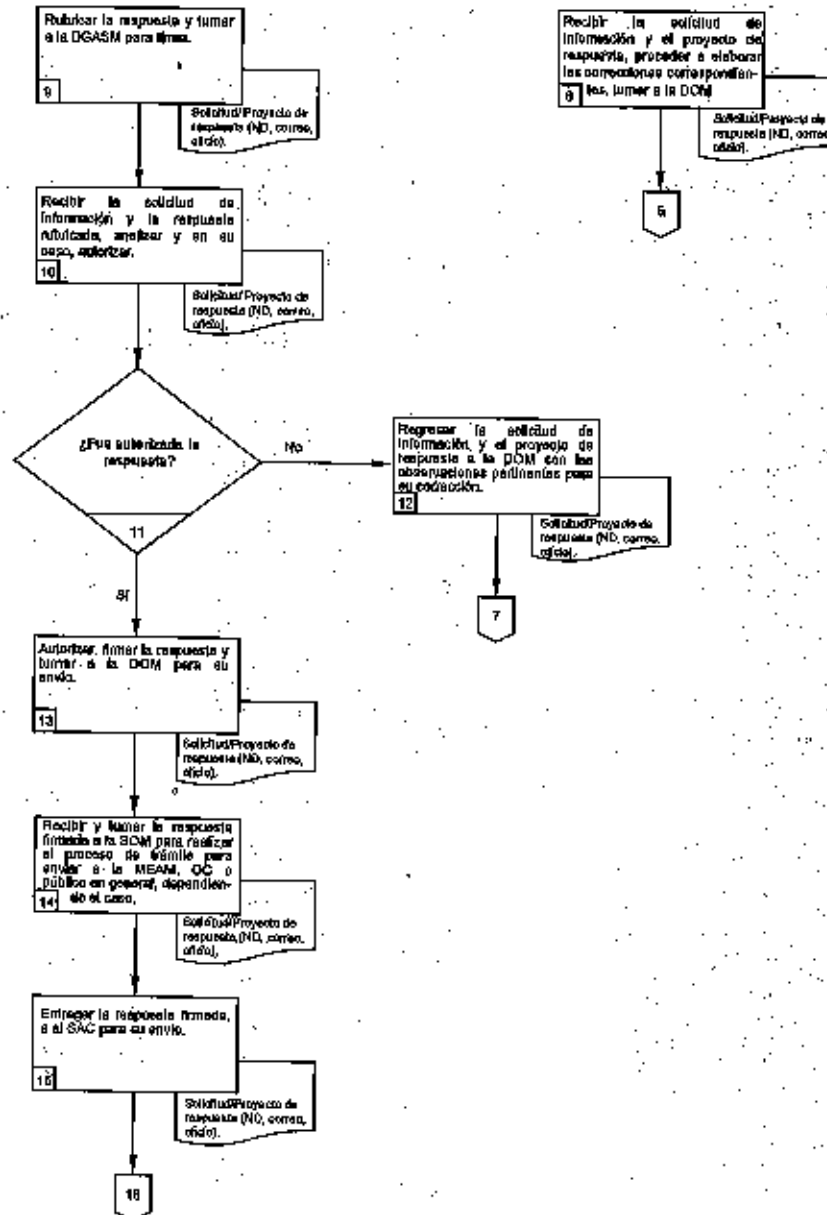 Rubricar la respuesta y turnar
a la DGASM para firma.
9
Solicitud/Proyecto de
respuesta (ND, correo,
oficio).
Recibir la solicitud de
información y el proyecto de
respuesta, proceder a elaborar
las correcciones correspondien-
tes, turnar a la DOM
8
Solicitud/Proyecto de
respuesta (ND, correo,
oficio).
5
Recibir la solicitud de
información y la respuesta
rubricada, analizar y en su
caso, autorizar.
10
Solicitud/Proyecto de
respuesta (ND, correo,
oficio).
¿Fue autorizada la
respuesta?
11
No
Sí
Regresar la solicitud de
información y el proyecto de
respuesta a la DOM con las
observaciones pertinentes para
su corrección.
12
Solicitud/Proyecto de
respuesta (ND, correo,
oficio).
7
Autorizar, firmar la respuesta y
turnar a la DOM para su
envío.
13
Solicitud/Proyecto de
respuesta (ND, correo,
oficio).
Recibir y turnar la respuesta
firmada a la SOM para realizar
el proceso de trámite para
enviar a la MEAM, OC o
público en general, dependien-
do el caso.
14
Solicitud/Proyecto de
respuesta (ND, correo,
oficio).
Entregar la respuesta firmada,
a al SAC para su envío.
15
Solicitud/Proyecto de
respuesta (ND, correo,
oficio).
16